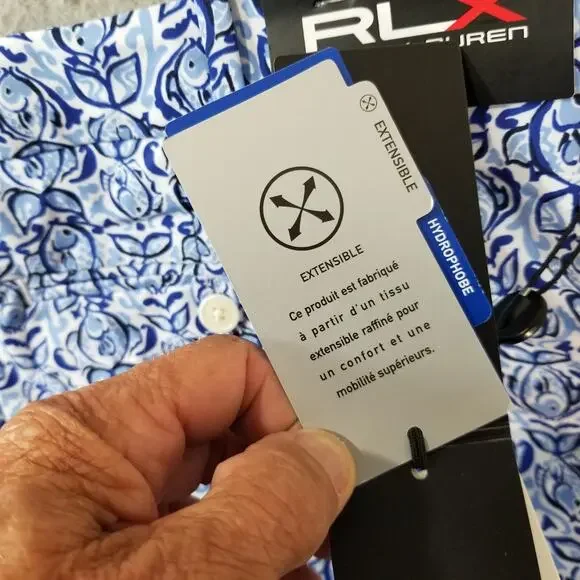 RLX
UREN
EXTENSIBLE
HYDROPHOBE
EXTENSIBLE
Ce produit est fabriqué
à partir d'un tissu
extensible raffiné pour
un confort et une
mobilité supérieurs.